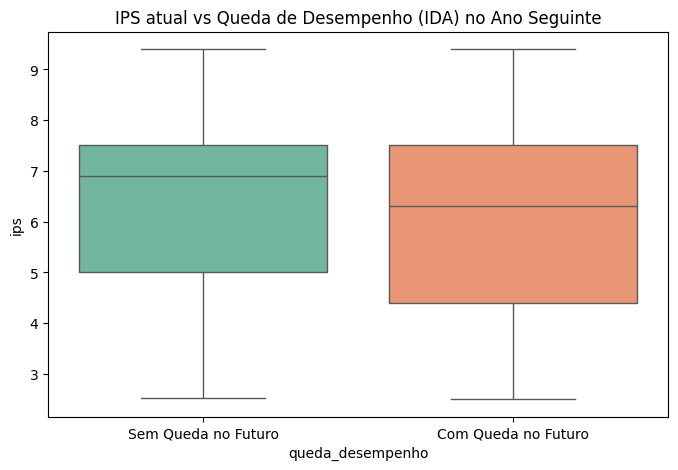 IPS atual vs Queda de Desempenho (IDA) no Ano Seguinte
9
8
7
6
5
4
3
ips
Sem Queda no Futuro
Com Queda no Futuro
queda_desempenho